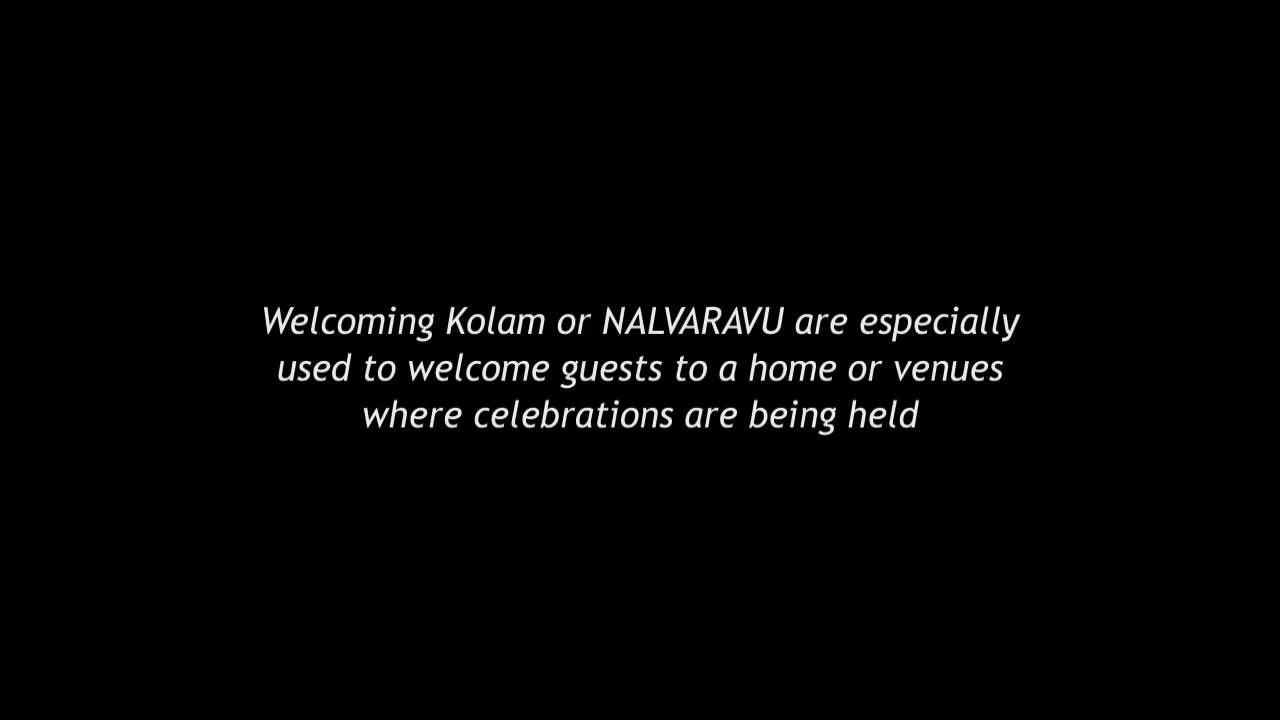 Welcoming Kolam or NALVARAVU are especially
used to welcome guests to a home or venues
where celebrations are being held